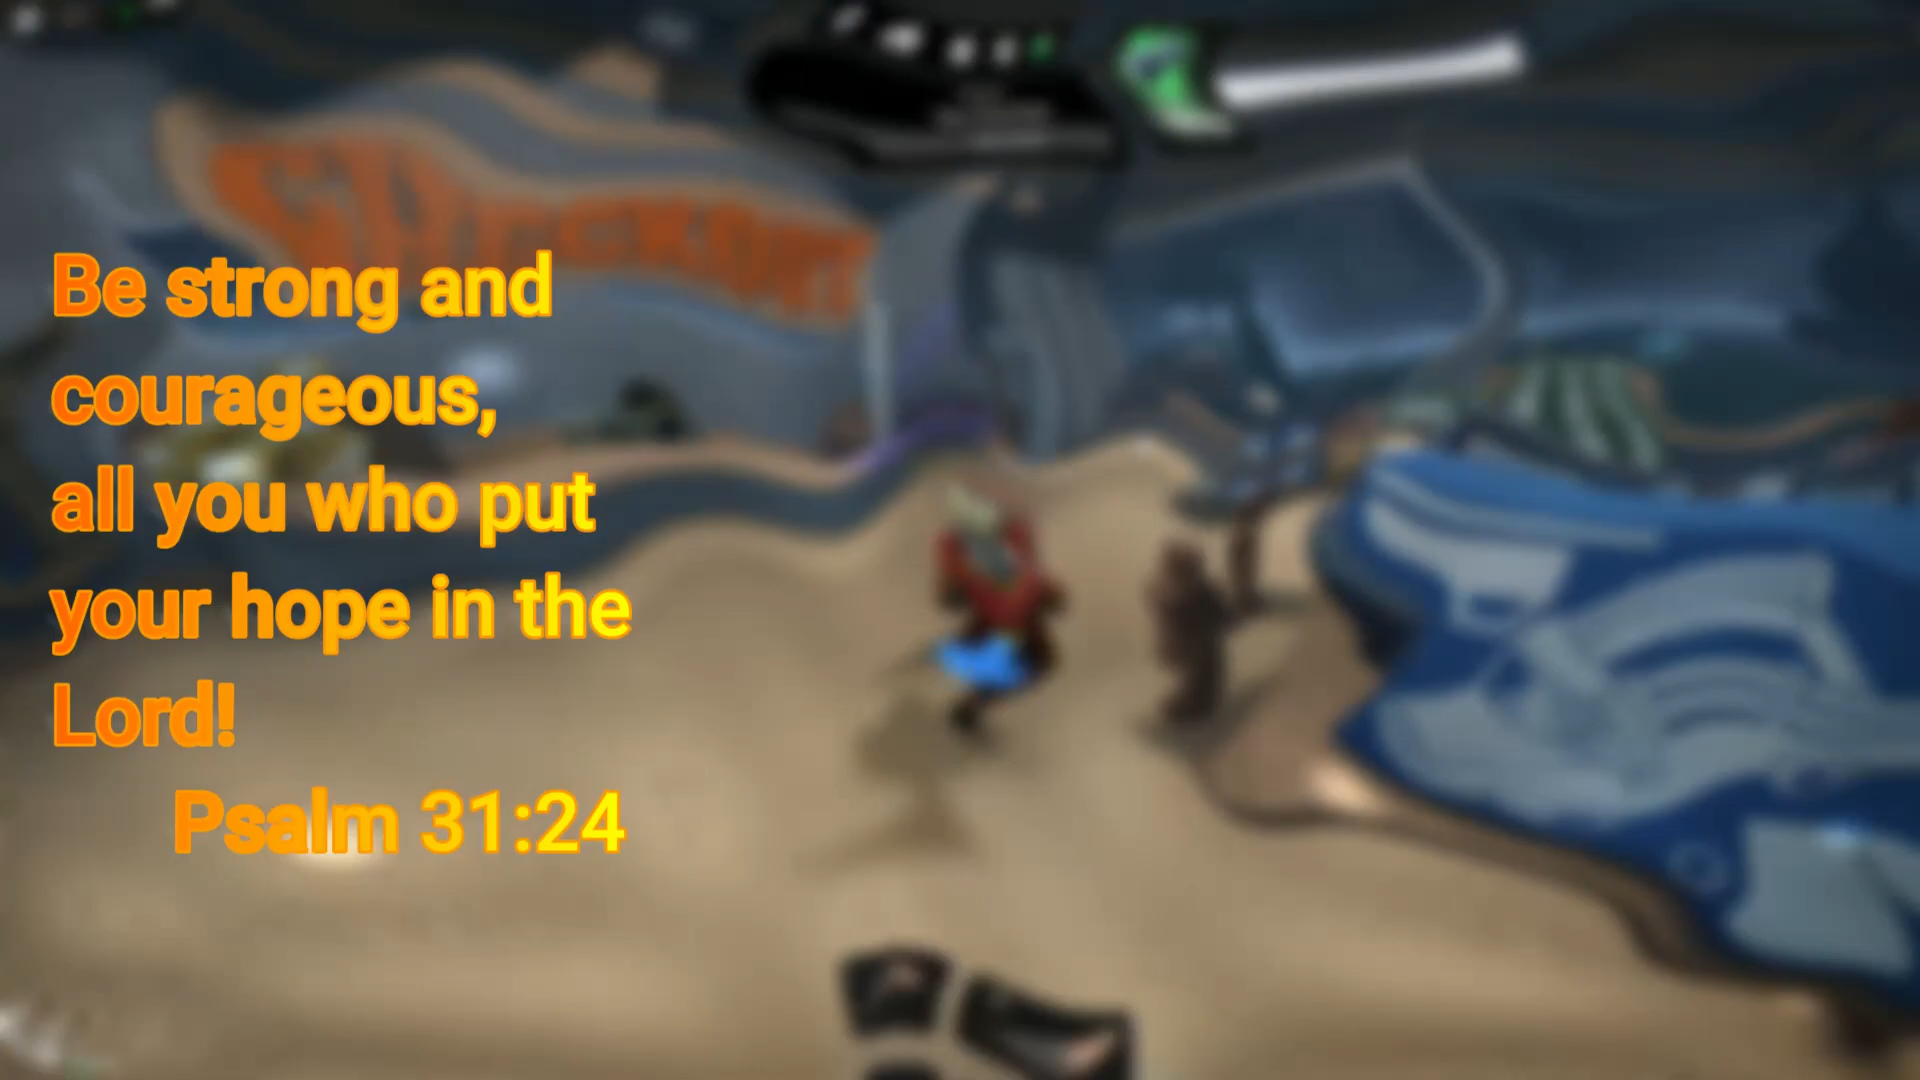 Be strong and
courageous,
all you who put
your hope in the
Lord!
Psalm 31:24